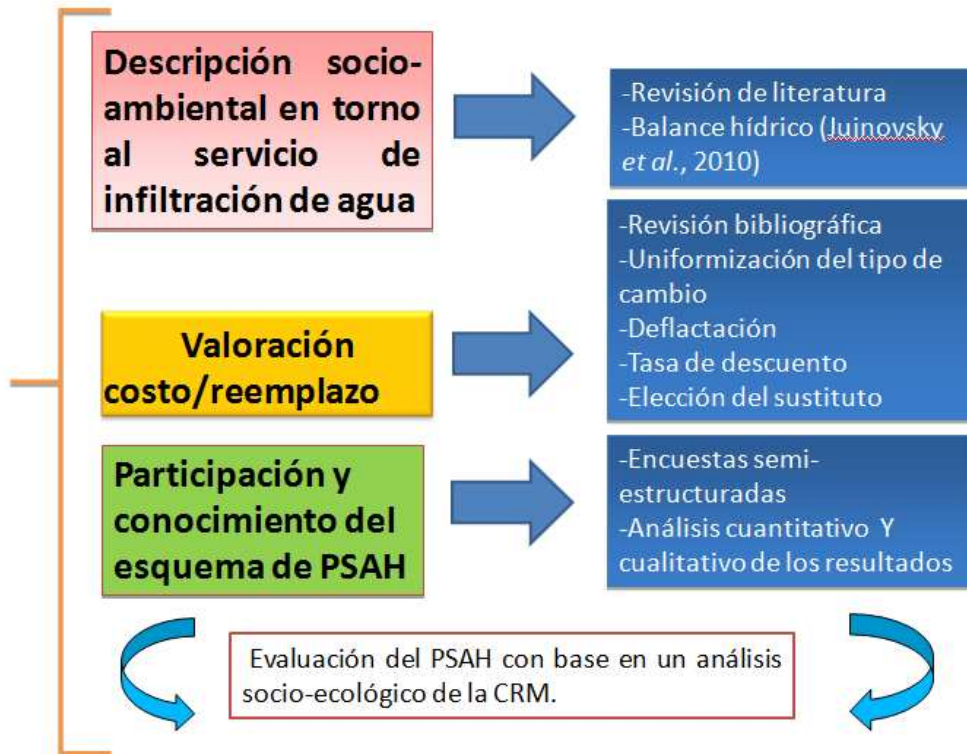 Descripción socio-
ambiental en torno
al servicio de
infiltración de agua
-Revisión de literatura
-Balance hídrico (Jujnovsky
et al., 2010)
Valoración
costo/reemplazo
-Revisión bibliográfica
-Uniformización del tipo de
cambio
-Deflactación
-Tasa de descuento
-Elección del sustituto
Participación y
conocimiento del
esquema de PSAH
-Encuestas semi-
estructuradas
-Análisis cuantitativo Y
cualitativo de los resultados
Evaluación del PSAH con base en un análisis
socio-ecológico de la CRM.